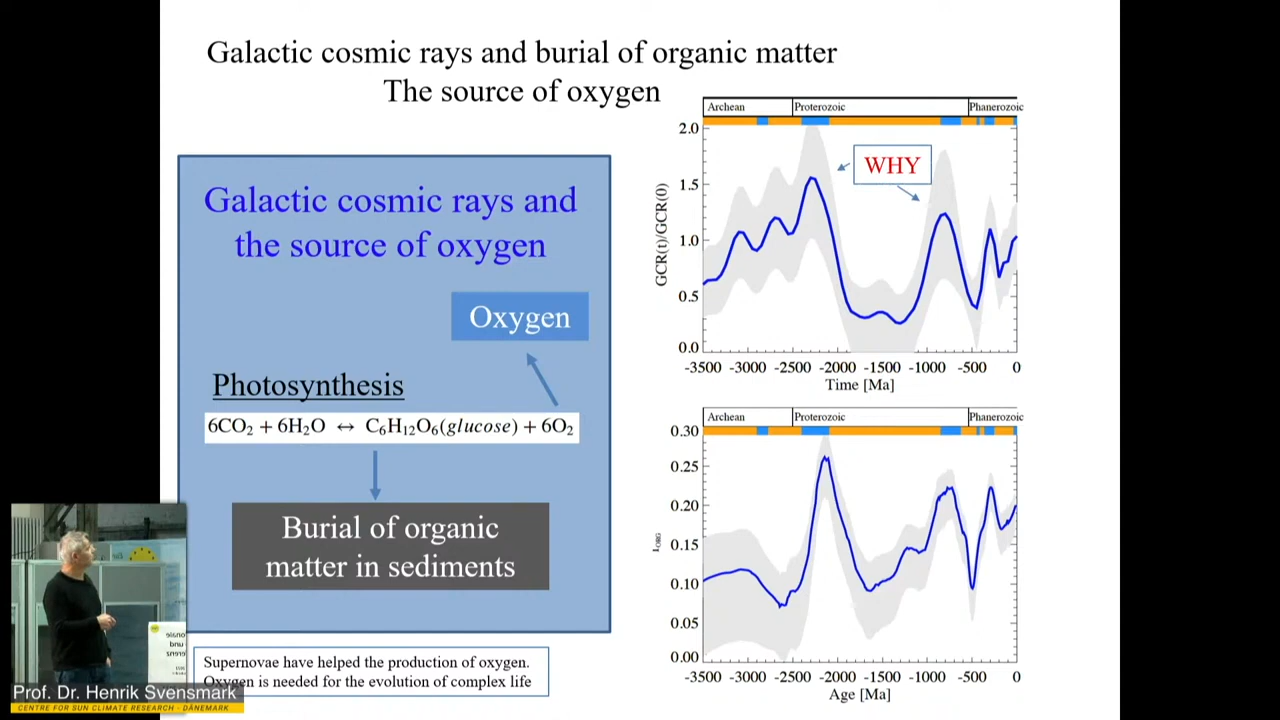 Galactic cosmic rays and burial of organic matter
The source of oxygen
Galactic cosmic rays and
the source of oxygen
Oxygen
Photosynthesis
6CO₂ + 6H₂O ↔ C₆H₁₂O₆(glucose) + 6O₂
Burial of organic
matter in sediments
Supernovae have helped the production of oxygen.
Oxygen is needed for the evolution of complex life
Archean Proterozoic Phanerozoic
WHY
GCR(t)/GCR(0)
2.0
1.5
1.0
0.5
0.0
-3500 -3000 -2500 -2000 -1500 -1000 -500 0
Time [Ma]
Archean Proterozoic Phanerozoic
0.30
0.25
0.20
0.15
0.10
0.05
0.00
-3500 -3000 -2500 -2000 -1500 -1000 -500 0
Age [Ma]
Prof. Dr. Henrik Svensmark
CENTRE FOR SUN CLIMATE RESEARCH - DÄNEMARK